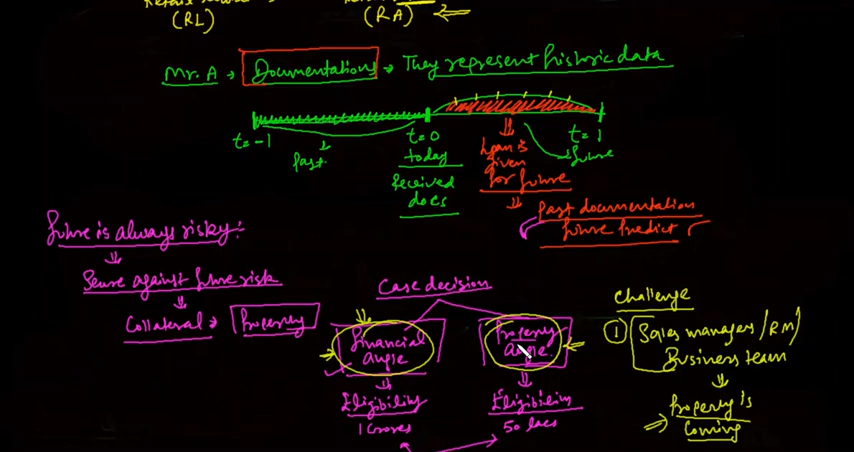 (RL)
(RA)
Mr. A → Documentations → They represent historic data
t = -1
t = 0
t = 1
Past
today
Received
docs
Loan is
given
for future
future
Past documentation
future Predict
future is always risky:
Secure against future risk
Collateral → Property
Case decision
financial
angle
Property
angle
Eligibility
1 Crores
Eligibility
50 lacs
Challenge
① Sales managers/RM/
Business team
Property is
Coming